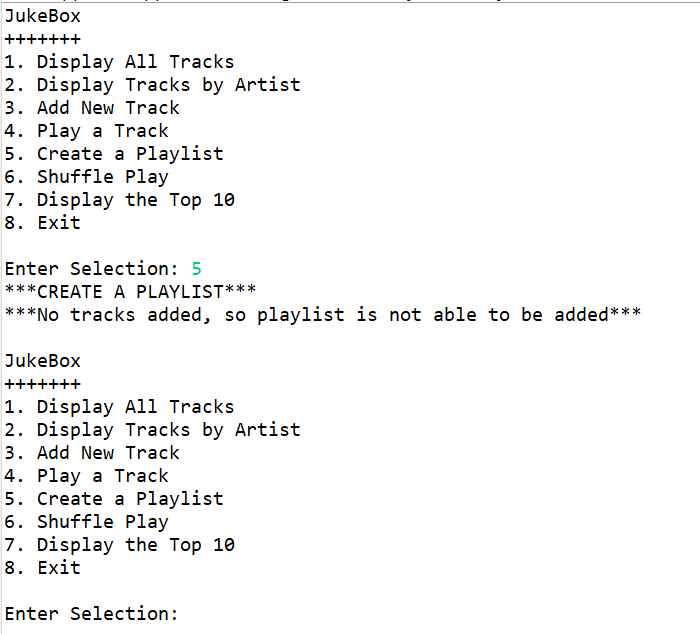 JukeBox
+++++++
1. Display All Tracks
2. Display Tracks by Artist
3. Add New Track
4. Play a Track
5. Create a Playlist
6. Shuffle Play
7. Display the Top 10
8. Exit

Enter Selection: 5
***CREATE A PLAYLIST***
***No tracks added, so playlist is not able to be added***

JukeBox
+++++++
1. Display All Tracks
2. Display Tracks by Artist
3. Add New Track
4. Play a Track
5. Create a Playlist
6. Shuffle Play
7. Display the Top 10
8. Exit

Enter Selection: